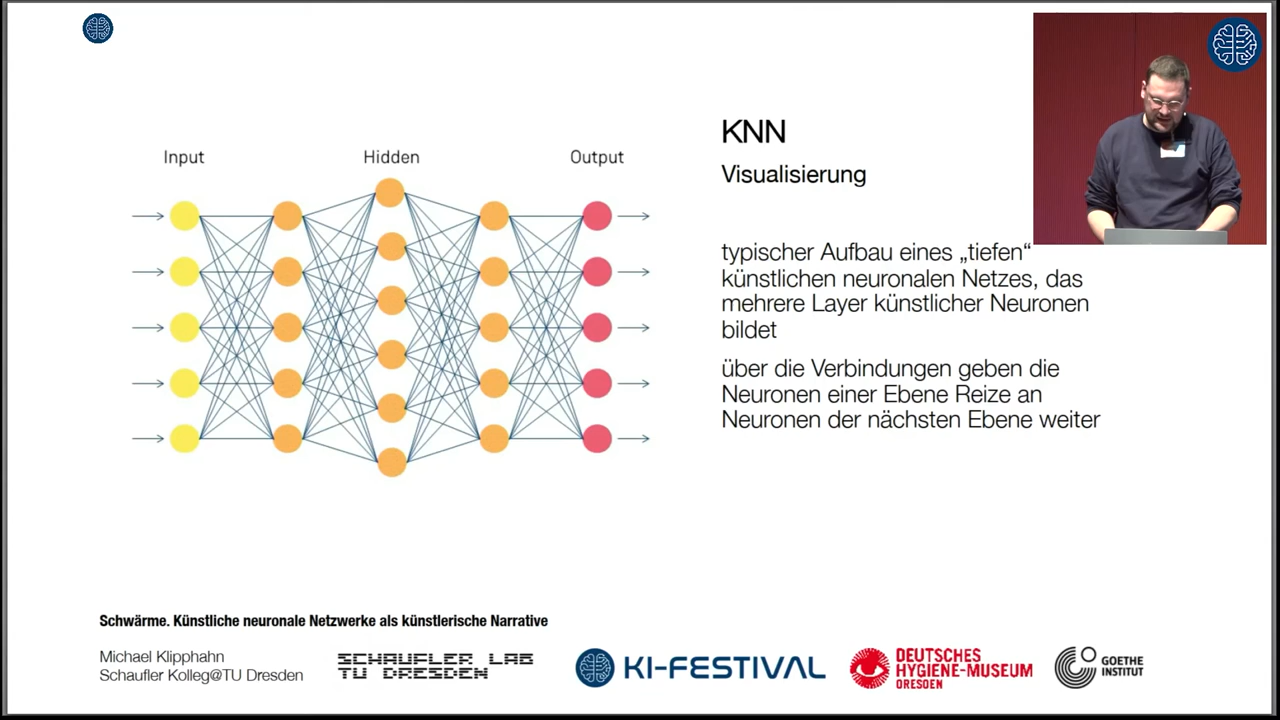 Input
Hidden
Output
KNN
Visualisierung
typischer Aufbau eines „tiefen“
künstlichen neuronalen Netzes, das
mehrere Layer künstlicher Neuronen
bildet
über die Verbindungen geben die
Neuronen einer Ebene Reize an
Neuronen der nächsten Ebene weiter
Schwärme. Künstliche neuronale Netzwerke als künstlerische Narrative
Michael Klipphahn
Schaufler Kolleg@TU Dresden
SCHAUFLER LAB
TU DRESDEN
KI-FESTIVAL
DEUTSCHES
HYGIENE-MUSEUM
DRESDEN
GOETHE
INSTITUT